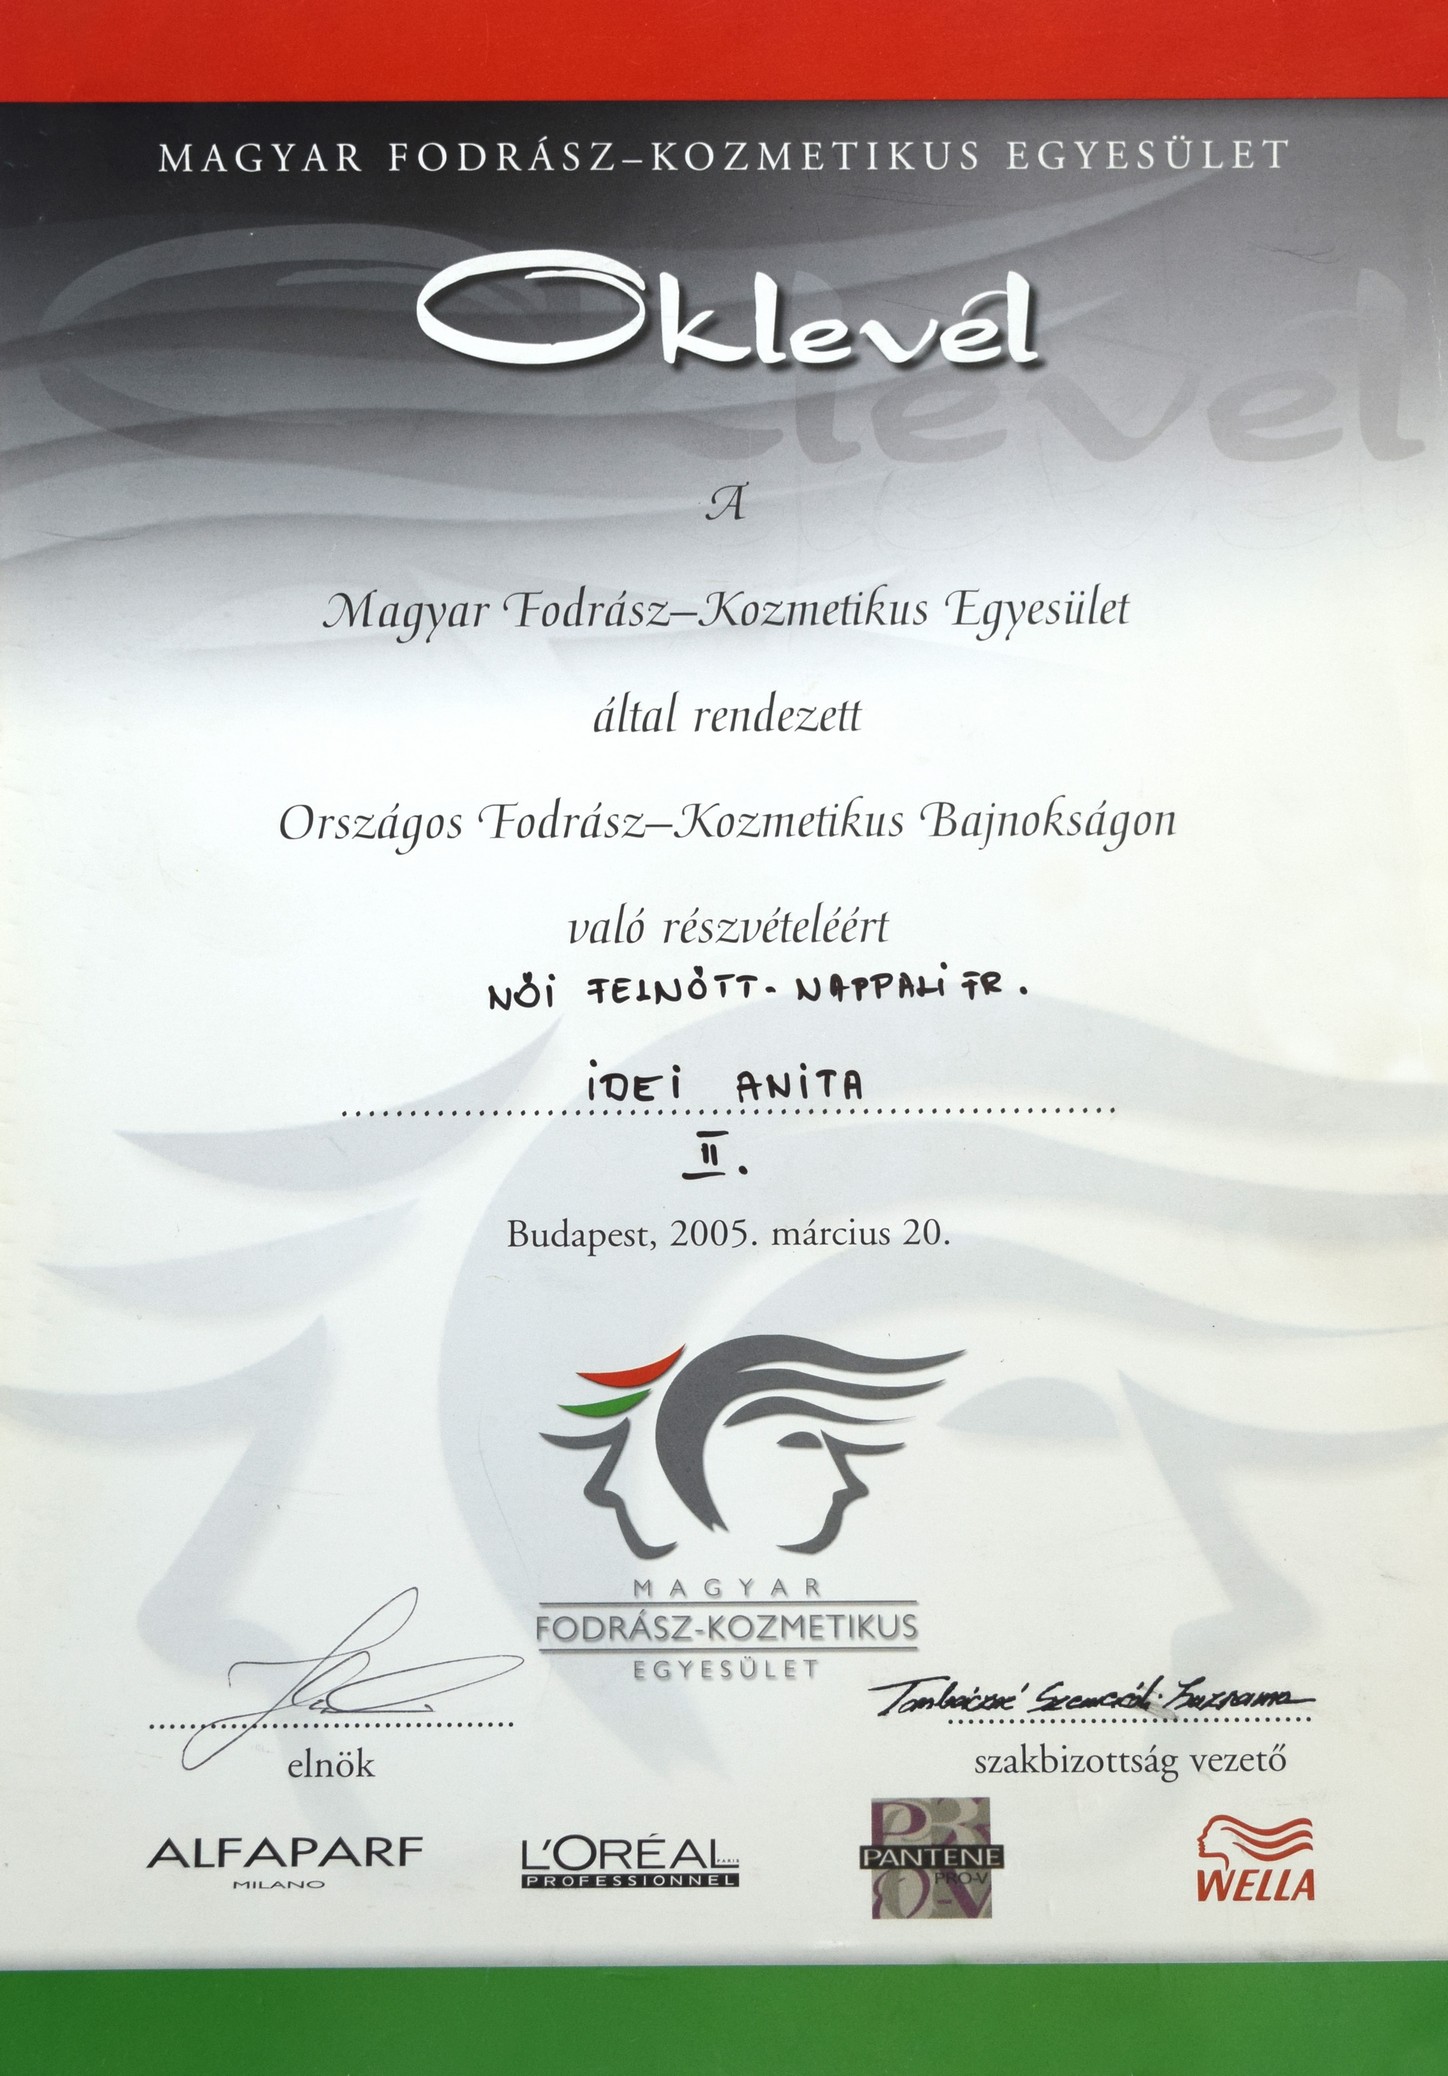 MAGYAR FODRÁSZ–KOZMETIKUS EGYESÜLET
Oklevél
A
Magyar Fodrász–Kozmetikus Egyesület
által rendezett
Országos Fodrász–Kozmetikus Bajnokságon
való részvételéért
NŐI FELNŐTT - NAPPALI FR.
IDEI ANITA
II.
Budapest, 2005. március 20.
MAGYAR
FODRÁSZ-KOZMETIKUS
EGYESÜLET
elnök
szakbizottság vezető
ALFAPARF
MILANO
L'ORÉAL
PARIS
PROFESSIONNEL
PANTENE
PRO-V
WELLA